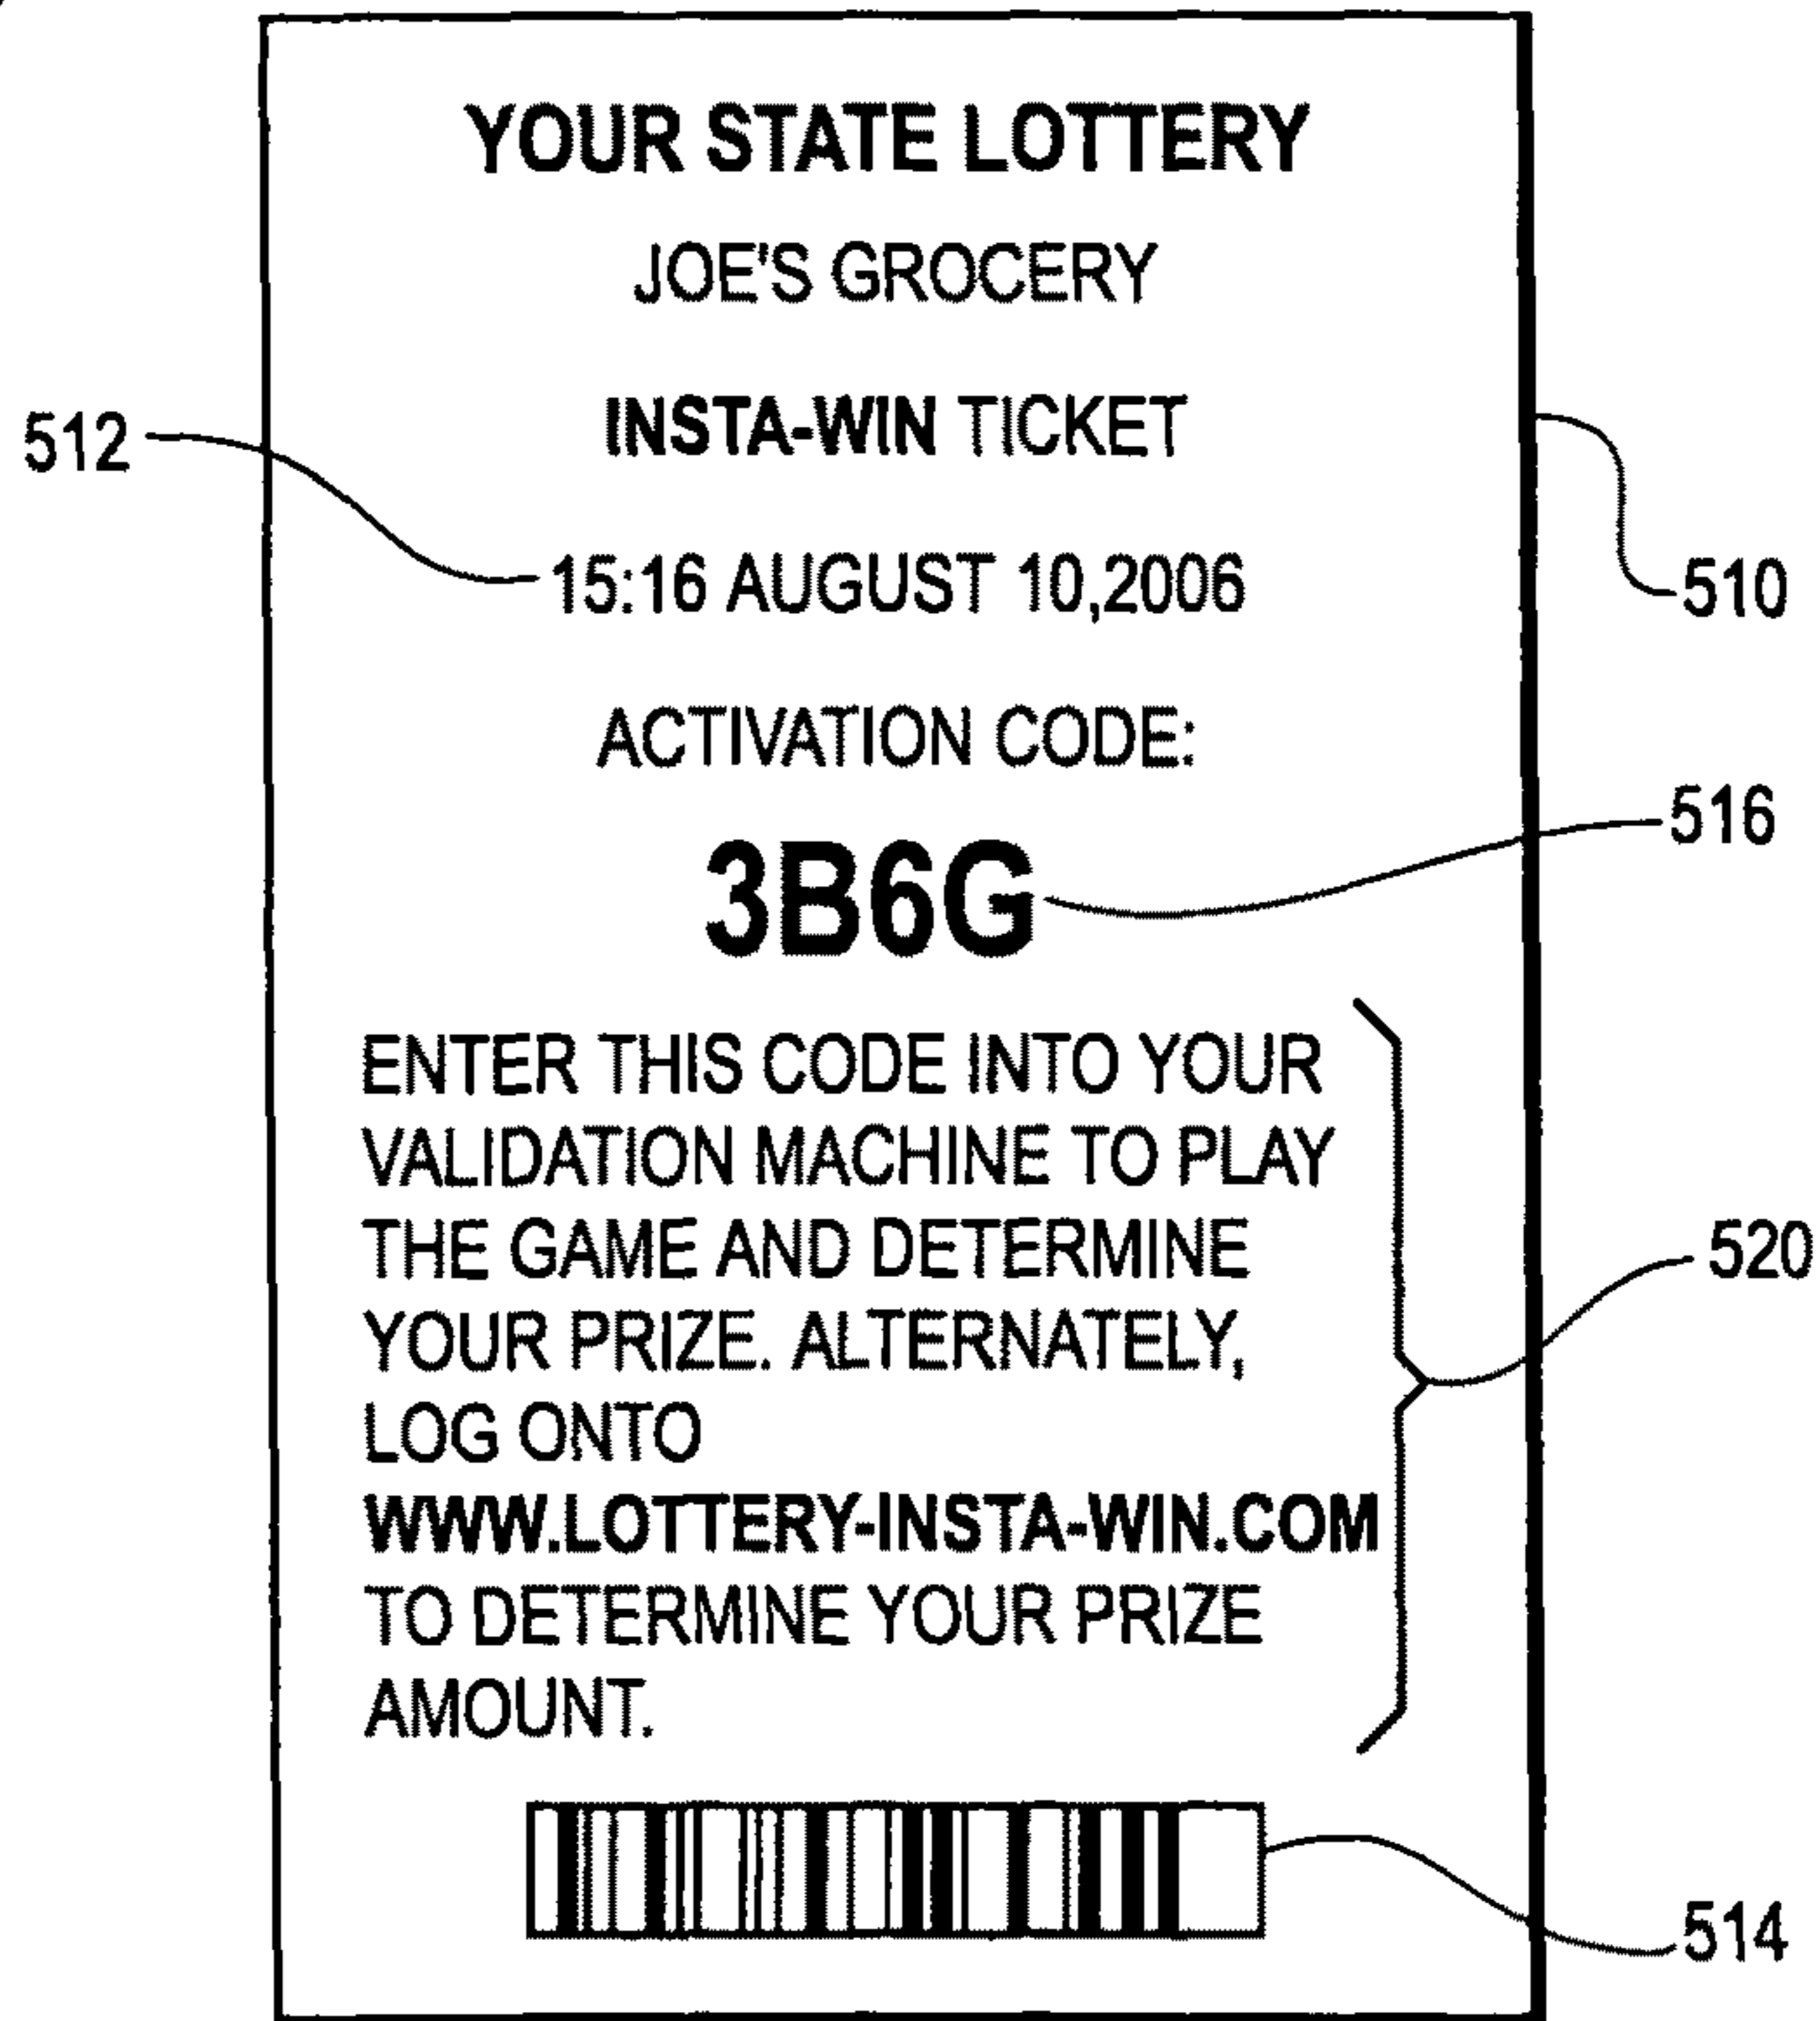 YOUR STATE LOTTERY
JOE'S GROCERY
INSTA-WIN TICKET
512
15:16 AUGUST 10,2006
510
ACTIVATION CODE:
516
3B6G
ENTER THIS CODE INTO YOUR
VALIDATION MACHINE TO PLAY
THE GAME AND DETERMINE
520
YOUR PRIZE. ALTERNATELY,
LOG ONTO
WWW.LOTTERY-INSTA-WIN.COM
TO DETERMINE YOUR PRIZE
AMOUNT.
514